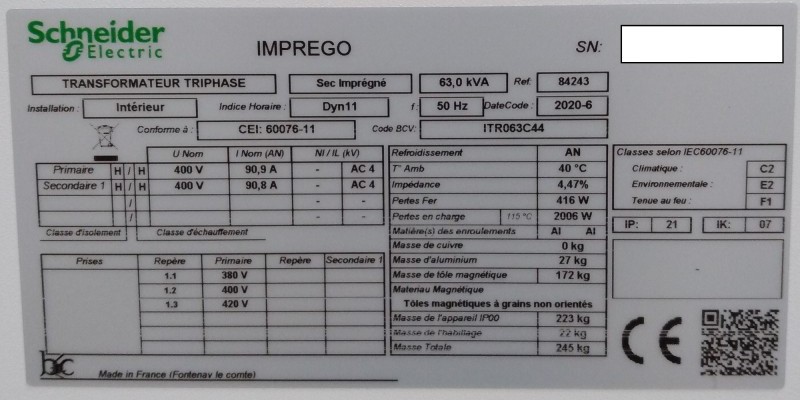 Schneider Electric
IMPREGO
SN:
TRANSFORMATEUR TRIPHASE Sec Imprégné 63,0 kVA Ref. 84243
Installation : Intérieur Indice Horaire : Dyn11 f : 50 Hz DateCode : 2020-6
Conforme à : CEI: 60076-11 Code BCV: ITR063C44
U Nom I Nom (AN) NI / IL (kV)
Primaire H / H 400 V 90,9 A - AC 4
Secondaire 1 H / H 400 V 90,8 A - AC 4
/ - -
/ - -
Classe d'isolement Classe d'échauffement
Prises Repère Primaire Repère Secondaire 1
1.1 380 V
1.2 400 V
1.3 420 V
Refroidissement AN
T° Amb 40 °C
Impédance 4,47%
Pertes Fer 416 W
Pertes en charge 115 °C 2006 W
Matière(s) des enroulements Al Al
Masse de cuivre 0 kg
Masse d'aluminium 27 kg
Masse de tôle magnétique 172 kg
Materiau Magnétique
Tôles magnétiques à grains non orientés
Masse de l'appareil IP00 223 kg
Masse de l'habillage 22 kg
Masse Totale 245 kg
Classes selon IEC60076-11
Climatique : C2
Environnementale : E2
Tenue au feu : F1
IP: 21 IK: 07
-
CE
bc
Made in France (Fontenay le comte)